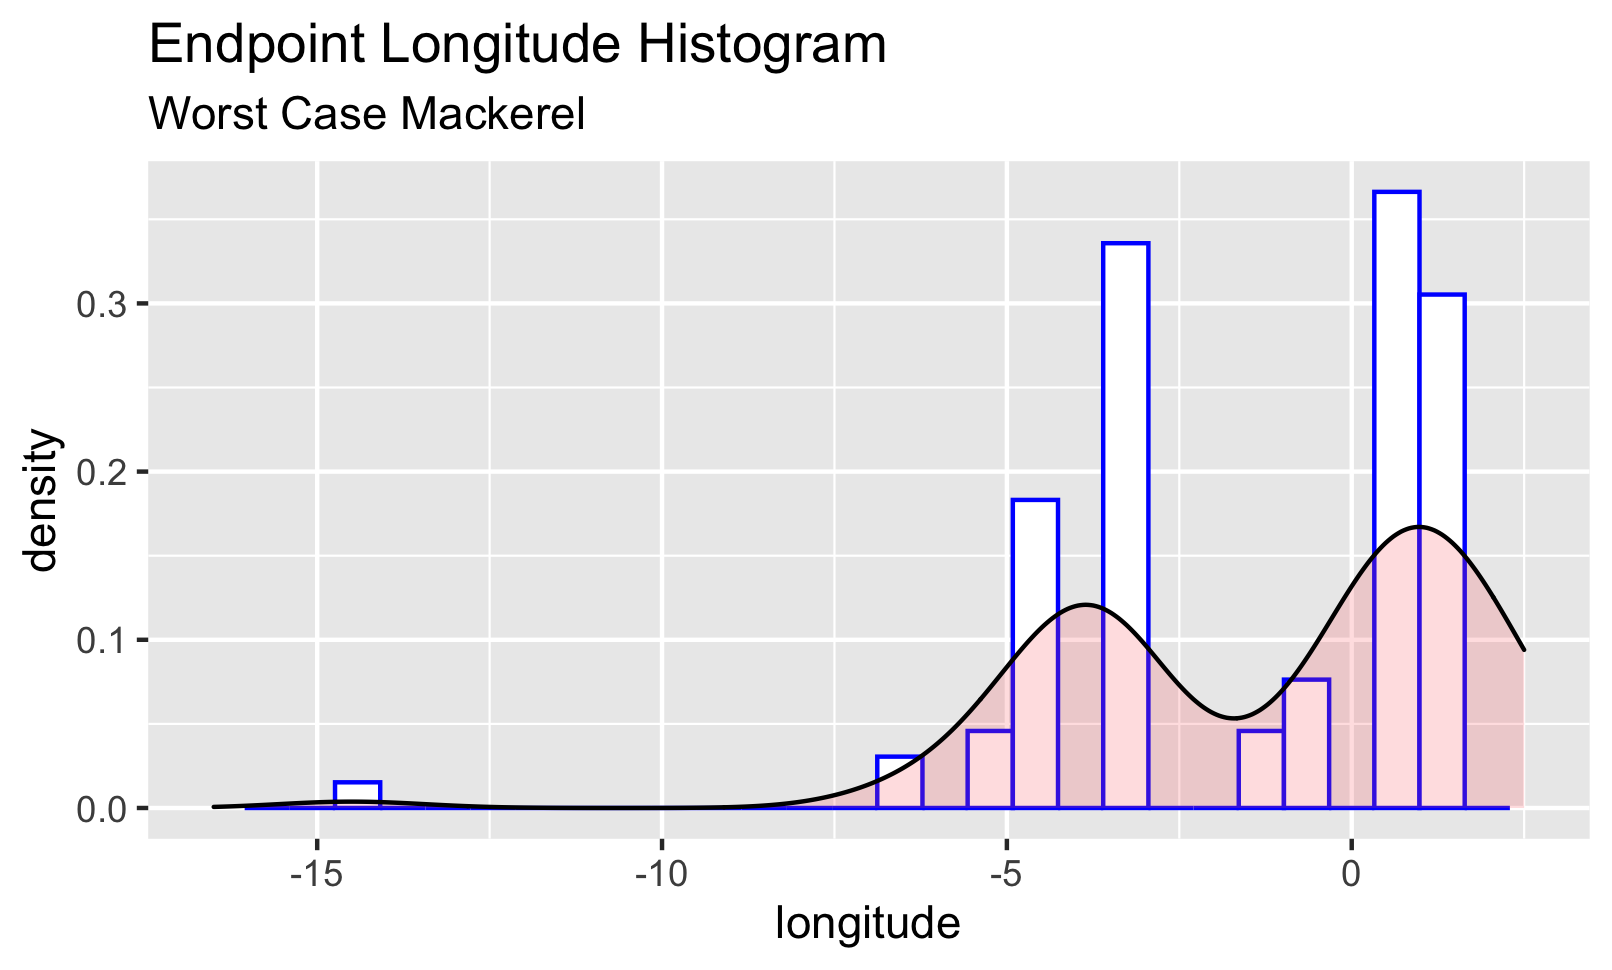 Endpoint Longitude Histogram
Worst Case Mackerel
density
0.3
0.2
0.1
0.0
-15 -10 -5 0
longitude